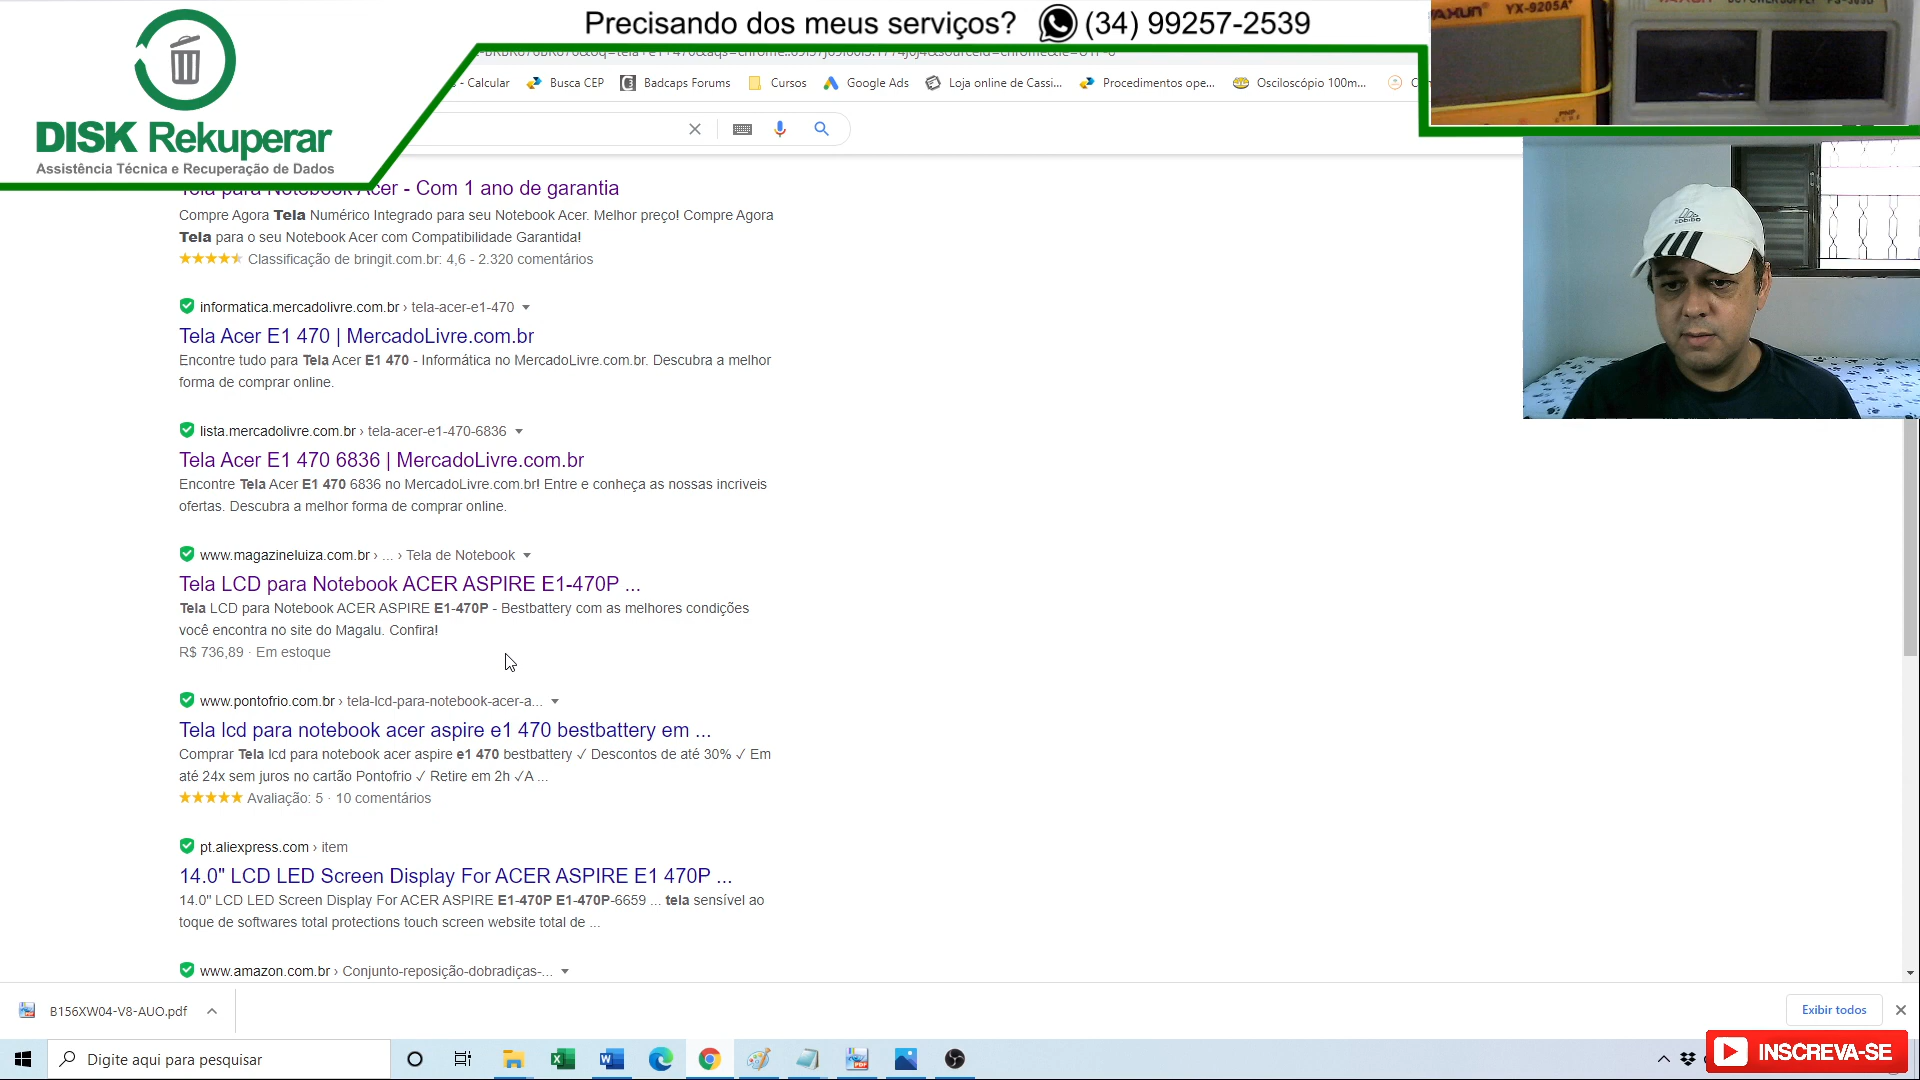 Precisando dos meus serviços? (34) 99257-2539
YX-9205A+
DISK Rekuperar
Assistência Técnica e Recuperação de Dados
- Calcular
Busca CEP
Badcaps Forums
Cursos
Google Ads
Loja online de Cassi...
Procedimentos ope...
Osciloscópio 100m...
Tela para Notebook Acer - Com 1 ano de garantia
Compre Agora Tela Numérico Integrado para seu Notebook Acer. Melhor preço! Compre Agora
Tela para o seu Notebook Acer com Compatibilidade Garantida!
Classificação de bringit.com.br: 4,6 - 2.320 comentários
informatica.mercadolivre.com.br › tela-acer-e1-470
Tela Acer E1 470 | MercadoLivre.com.br
Encontre tudo para Tela Acer E1 470 - Informática no MercadoLivre.com.br. Descubra a melhor
forma de comprar online.
lista.mercadolivre.com.br › tela-acer-e1-470-6836
Tela Acer E1 470 6836 | MercadoLivre.com.br
Encontre Tela Acer E1 470 6836 no MercadoLivre.com.br! Entre e conheça as nossas incriveis
ofertas. Descubra a melhor forma de comprar online.
www.magazineluiza.com.br › ... › Tela de Notebook
Tela LCD para Notebook ACER ASPIRE E1-470P ...
Tela LCD para Notebook ACER ASPIRE E1-470P - Bestbattery com as melhores condições
você encontra no site do Magalu. Confira!
R$ 736,89 · Em estoque
www.pontofrio.com.br › tela-lcd-para-notebook-acer-a...
Tela lcd para notebook acer aspire e1 470 bestbattery em ...
Comprar Tela lcd para notebook acer aspire e1 470 bestbattery ✓ Descontos de até 30% ✓ Em
até 24x sem juros no cartão Pontofrio ✓ Retire em 2h ✓A ...
Avaliação: 5 · 10 comentários
pt.aliexpress.com › item
14.0" LCD LED Screen Display For ACER ASPIRE E1 470P ...
14.0" LCD LED Screen Display For ACER ASPIRE E1-470P E1-470P-6659 ... tela sensível ao
toque de softwares total protections touch screen website total de ...
www.amazon.com.br › Conjunto-reposição-dobradiças-...
B156XW04-V8-AUO.pdf
Exibir todos
Digite aqui para pesquisar
INSCREVA-SE